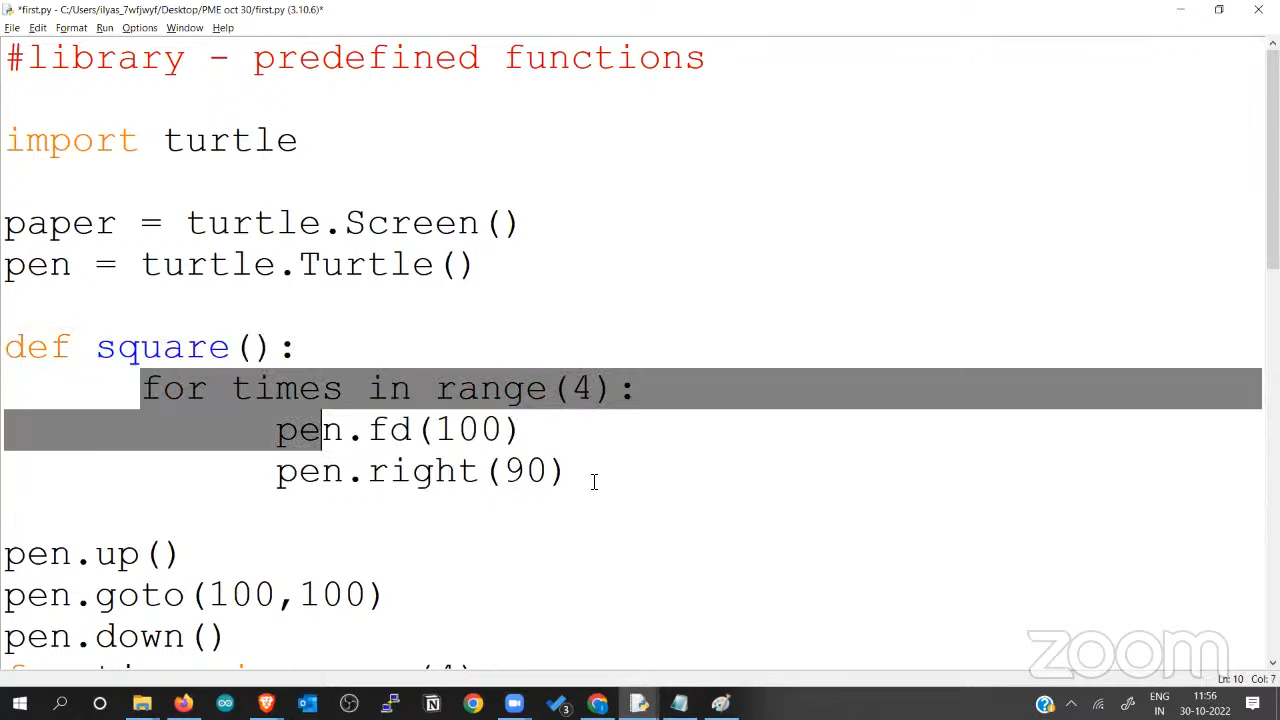 *first.py - C:/Users/ilyas_7wfjwyf/Desktop/PME oct 30/first.py (3.10.6)*
File Edit Format Run Options Window Help
#library - predefined functions
import turtle
paper = turtle.Screen()
pen = turtle.Turtle()
def square():
for times in range(4):
pen.fd(100)
pen.right(90)
pen.up()
pen.goto(100,100)
pen.down()
zoom
Ln: 10 Col: 7
3
ENG
IN
11:56
30-10-2022